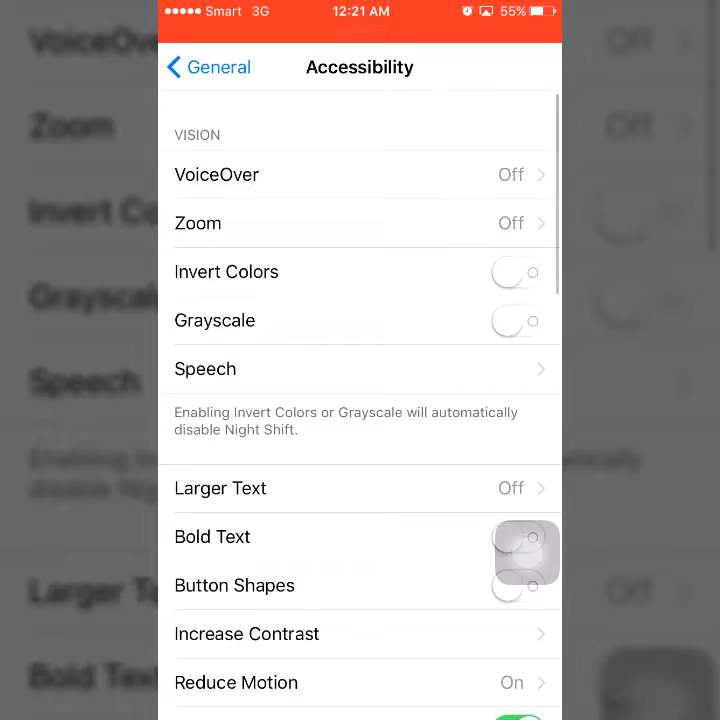 Smart 3G 12:21 AM 55%
General Accessibility
VISION
VoiceOver Off
Zoom Off
Invert Colors
Grayscale
Speech
Enabling Invert Colors or Grayscale will automatically
disable Night Shift.
Larger Text Off
Bold Text
Button Shapes
Increase Contrast
Reduce Motion On